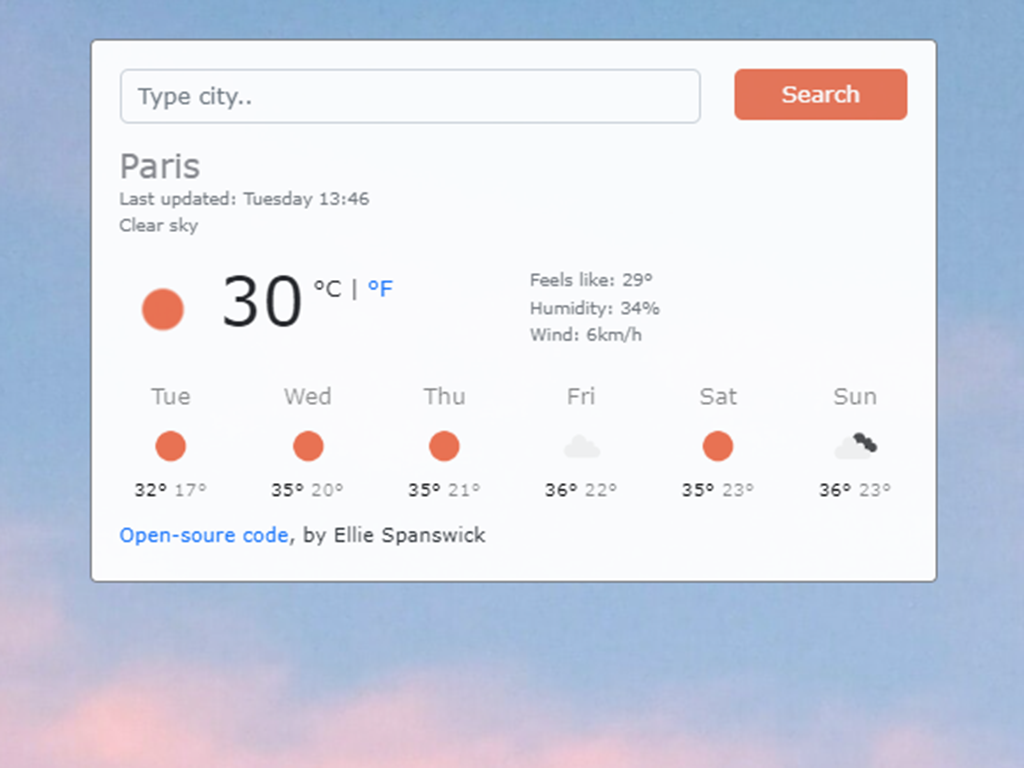 Type city..
Search
Paris
Last updated: Tuesday 13:46
Clear sky
30 °C | °F
Feels like: 29°
Humidity: 34%
Wind: 6km/h
Tue Wed Thu Fri Sat Sun
32° 17° 35° 20° 35° 21° 36° 22° 35° 23° 36° 23°
Open-soure code, by Ellie Spanswick